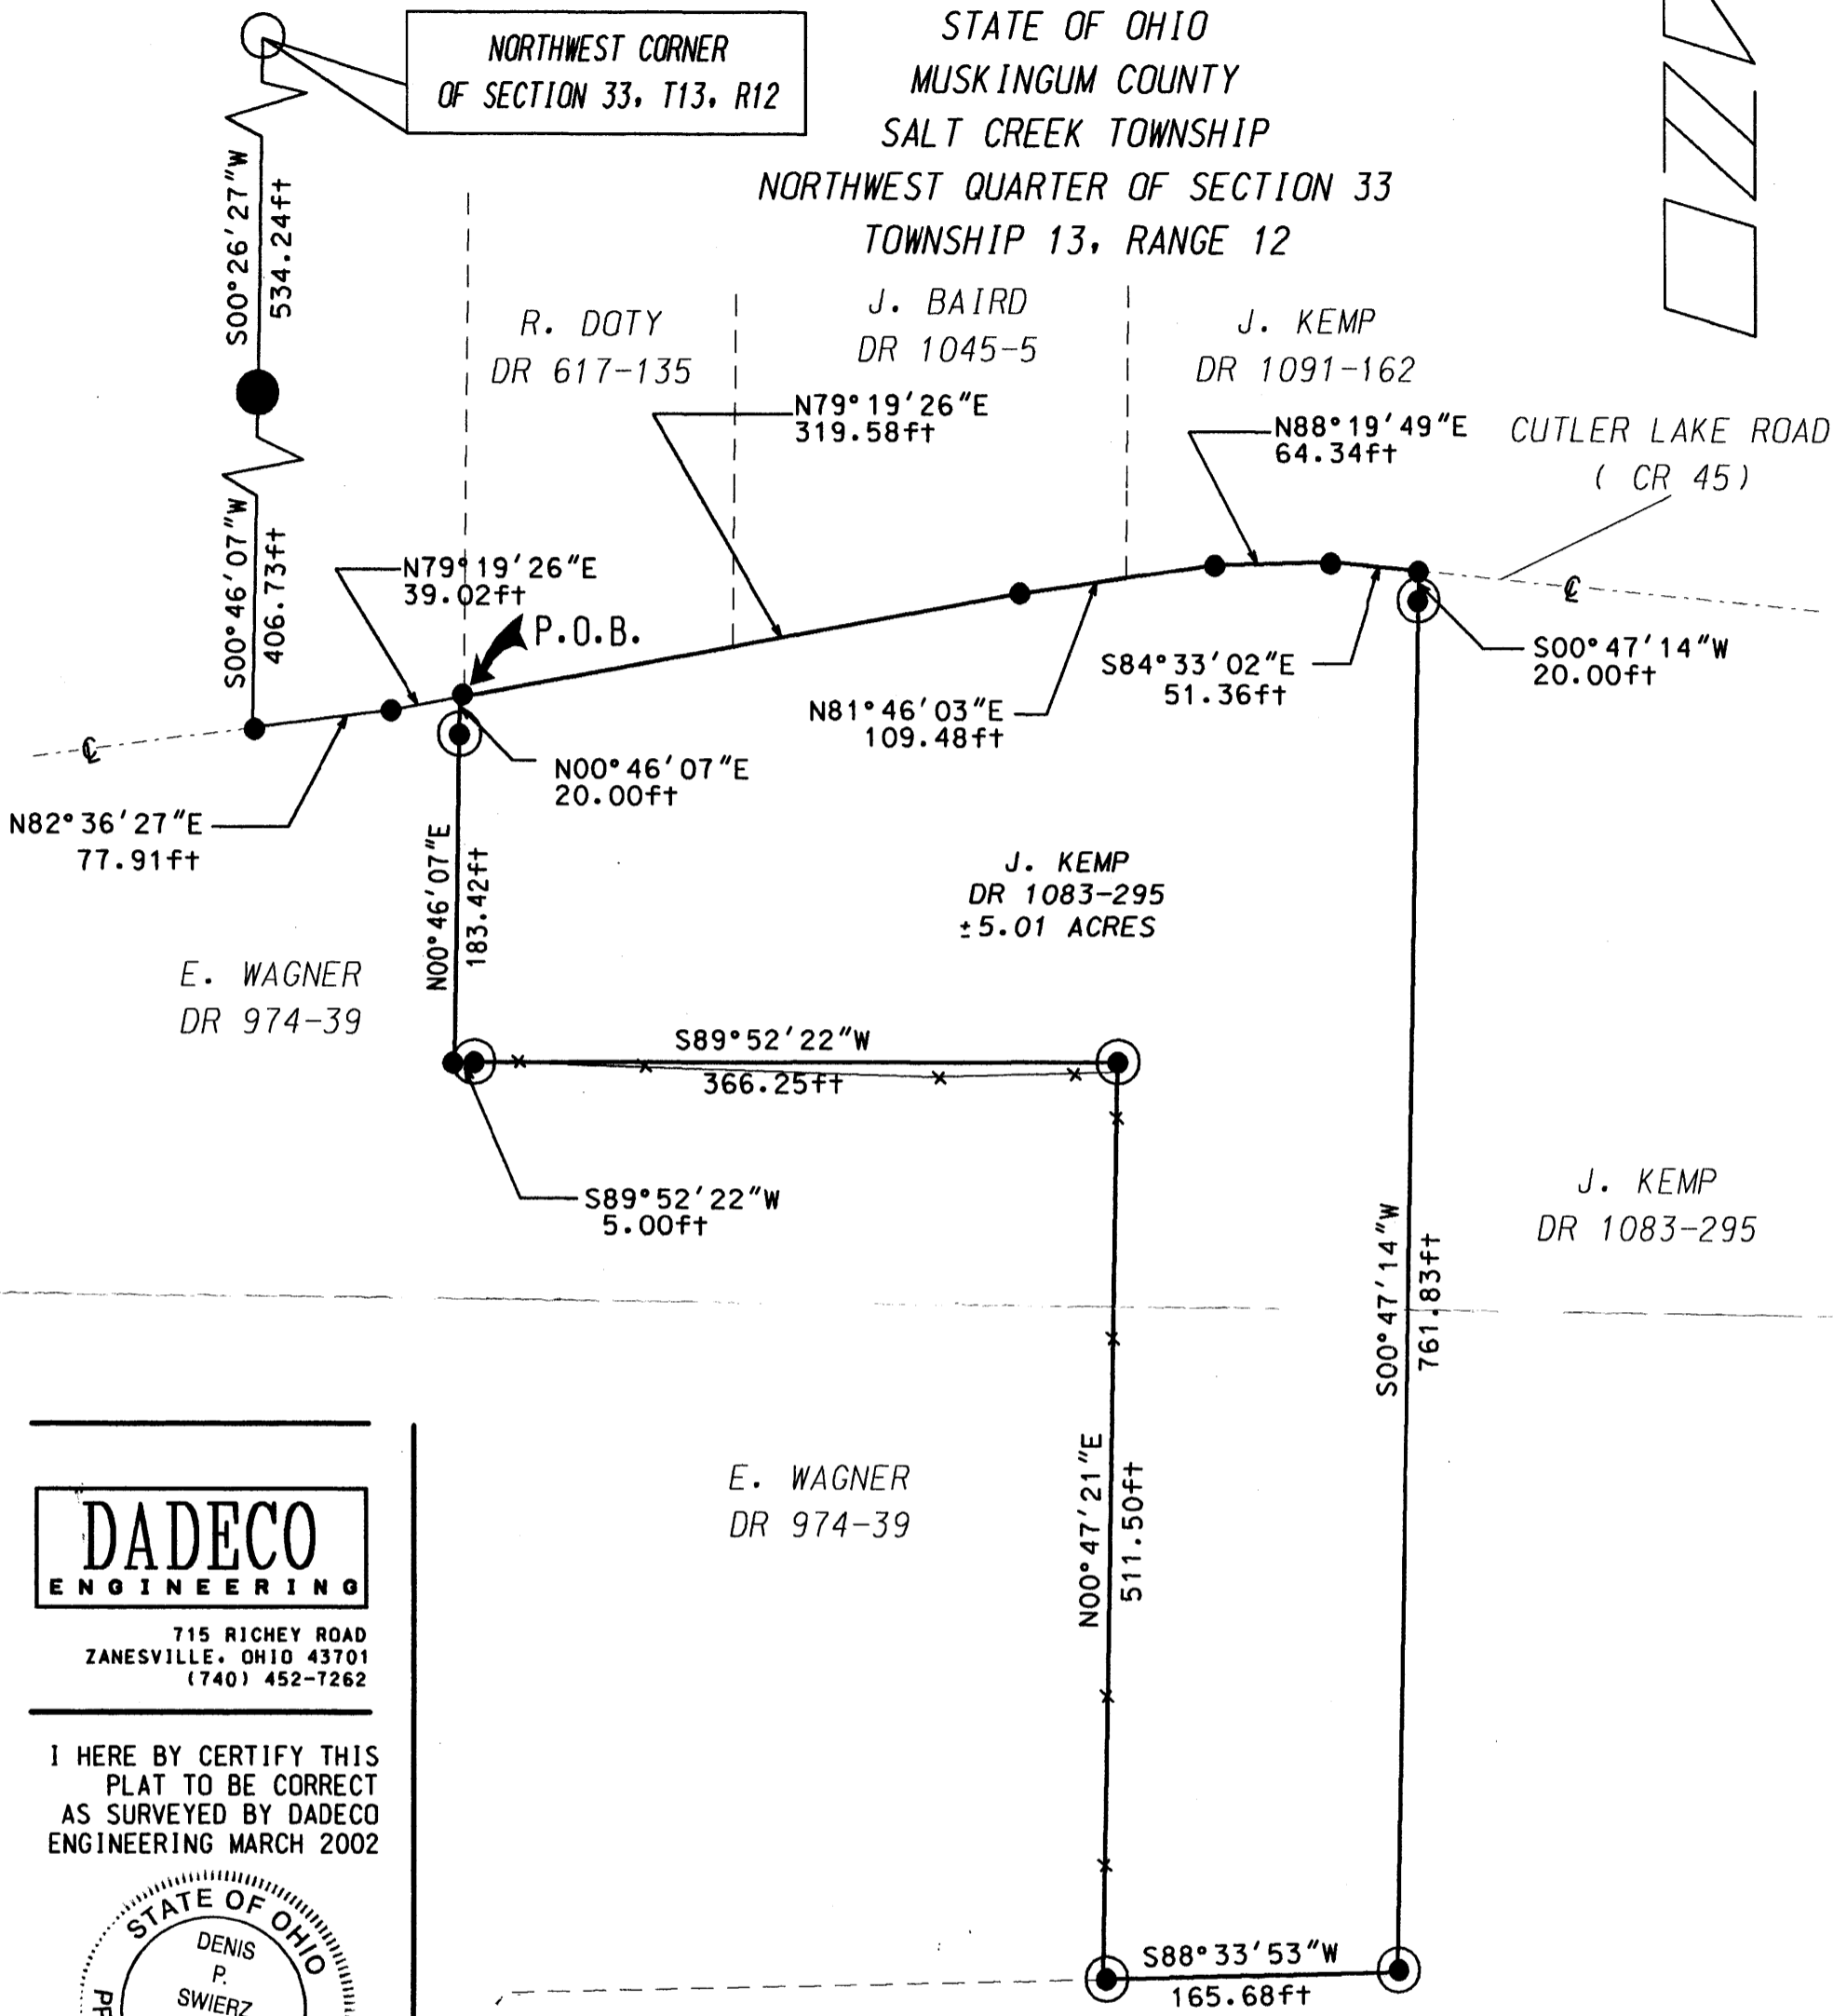 NORTHWEST CORNER
OF SECTION 33, T13, R12
STATE OF OHIO
MUSKINGUM COUNTY
SALT CREEK TOWNSHIP
NORTHWEST QUARTER OF SECTION 33
TOWNSHIP 13, RANGE 12
S00°26'27"W
534.24ft
R. DOTY
DR 617-135
J. BAIRD
DR 1045-5
J. KEMP
DR 1091-162
N79°19'26"E
319.58ft
N88°19'49"E
64.34ft
CUTLER LAKE ROAD
( CR 45)
S00°46'07"W
406.73ft
N79°19'26"E
39.02ft
P.O.B.
S84°33'02"E
51.36ft
S00°47'14"W
20.00ft
N81°46'03"E
109.48ft
N00°46'07"E
20.00ft
N82°36'27"E
77.91ft
N00°46'07"E
183.42ft
J. KEMP
DR 1083-295
±5.01 ACRES
E. WAGNER
DR 974-39
S89°52'22"W
366.25ft
S89°52'22"W
5.00ft
J. KEMP
DR 1083-295
S00°47'14"W
761.83ft
N00°47'21"E
511.50ft
E. WAGNER
DR 974-39
DADECO
ENGINEERING
715 RICHEY ROAD
ZANESVILLE, OHIO 43701
(740) 452-7262
I HERE BY CERTIFY THIS
PLAT TO BE CORRECT
AS SURVEYED BY DADECO
ENGINEERING MARCH 2002
STATE OF OHIO
DENIS
P.
SWIERZ
S88°33'53"W
165.68ft